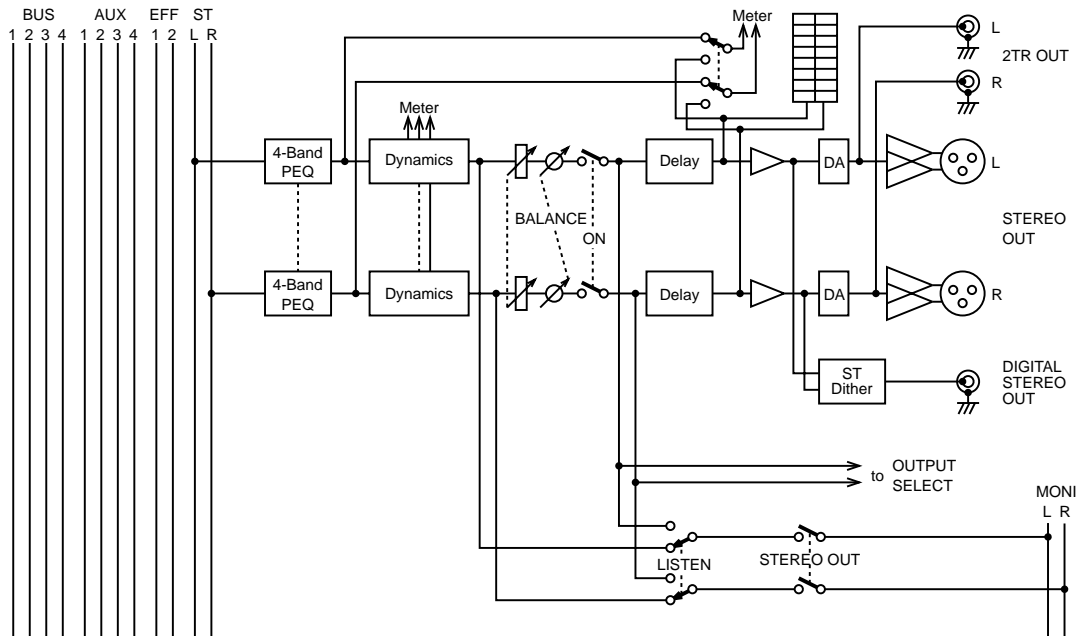 BUS AUX EFF ST
1 2 3 4 1 2 3 4 1 2 L R
Meter
L
2TR OUT
R
Meter
4-Band
PEQ
Dynamics
Delay
DA
L
BALANCE
ON
STEREO
OUT
4-Band
PEQ
Dynamics
Delay
DA
R
ST
Dither
DIGITAL
STEREO
OUT
to OUTPUT
SELECT
MONI
L R
LISTEN
STEREO OUT